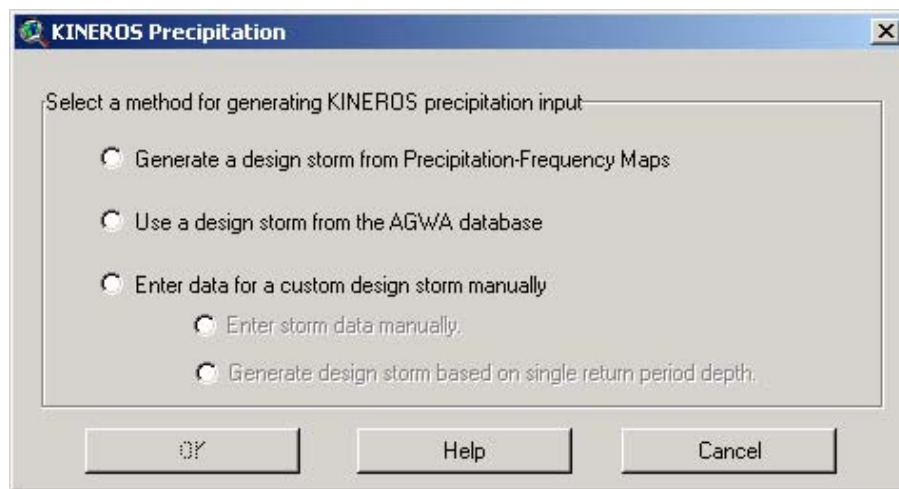 KINEROS Precipitation
Select a method for generating KINEROS precipitation input
Generate a design storm from Precipitation-Frequency Maps
Use a design storm from the AGWA database
Enter data for a custom design storm manually
Enter storm data manually.
Generate design storm based on single return period depth.
OK
Help
Cancel